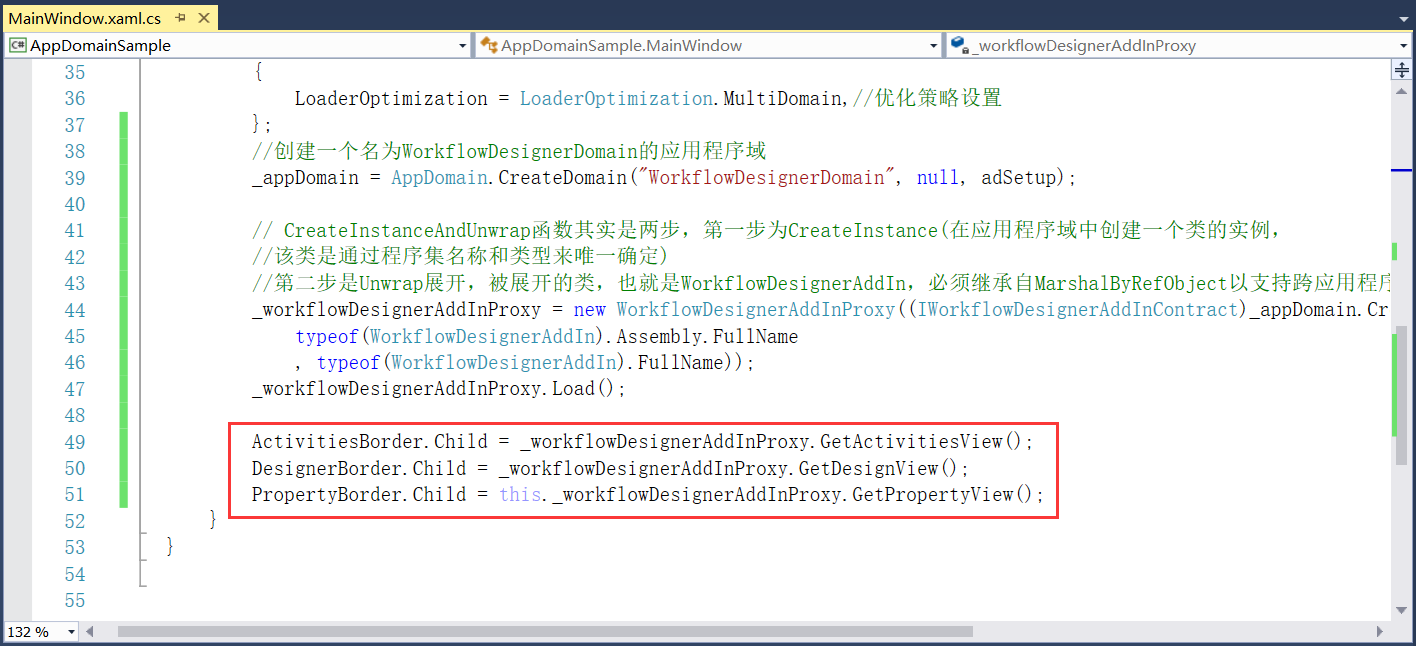 MainWindow.xaml.cs
AppDomainSample
AppDomainSample.MainWindow
_workflowDesignerAddInProxy
35 {
36 LoaderOptimization = LoaderOptimization.MultiDomain,//优化策略设置
37 };
38 //创建一个名为WorkflowDesignerDomain的应用程序域
39 _appDomain = AppDomain.CreateDomain("WorkflowDesignerDomain", null, adSetup);
40
41 // CreateInstanceAndUnwrap函数其实是两步，第一步为CreateInstance(在应用程序域中创建一个类的实例，
42 //该类是通过程序集名称和类型来唯一确定)
43 //第二步是Unwrap展开，被展开的类，也就是WorkflowDesignerAddIn，必须继承自MarshalByRefObject以支持跨应用程序
44 _workflowDesignerAddInProxy = new WorkflowDesignerAddInProxy((IWorkflowDesignerAddInContract)_appDomain.Cr
45 typeof(WorkflowDesignerAddIn).Assembly.FullName
46 , typeof(WorkflowDesignerAddIn).FullName));
47 _workflowDesignerAddInProxy.Load();
48
49 ActivitiesBorder.Child = _workflowDesignerAddInProxy.GetActivitiesView();
50 DesignerBorder.Child = _workflowDesignerAddInProxy.GetDesignView();
51 PropertyBorder.Child = this._workflowDesignerAddInProxy.GetPropertyView();
52 }
53 }
54
55
132 %